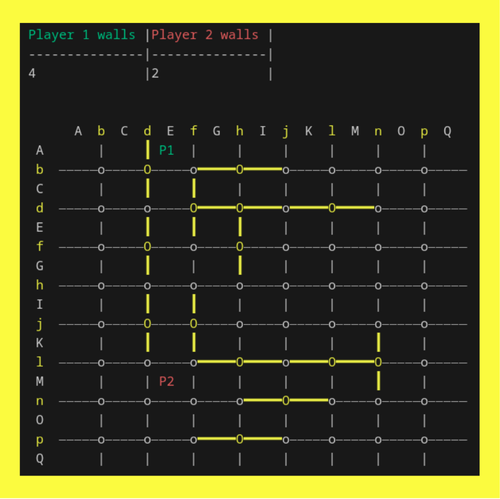 Player 1 walls |Player 2 walls |
---------------|---------------|
4 |2 |
A b C d E f G h I j K l M n O p Q
A P1
b o O o O o o o o
C
d o o O O o O o o
E
f o O o O o o o o
G
h o o o o o o o o
I
j o O O o o o o o
K
l o o o O o O O o
M P2
n o o o o O o o o
O
p o o o O o o o o
Q